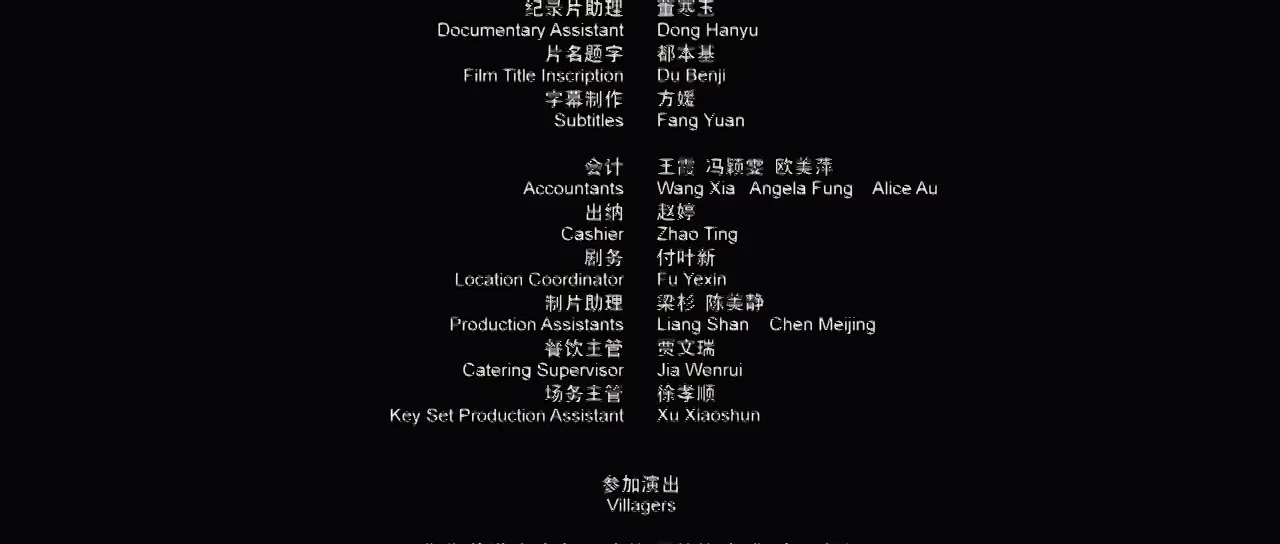 纪录片助理 董寒玉
Documentary Assistant Dong Hanyu
片名题字 都本基
Film Title Inscription Du Benji
字幕制作 方媛
Subtitles Fang Yuan
会计 王霞 冯颖雯 欧美萍
Accountants Wang Xia Angela Fung Alice Au
出纳 赵婷
Cashier Zhao Ting
剧务 付叶新
Location Coordinator Fu Yexin
制片助理 梁杉 陈美静
Production Assistants Liang Shan Chen Meijing
餐饮主管 贾文瑞
Catering Supervisor Jia Wenrui
场务主管 徐孝顺
Key Set Production Assistant Xu Xiaoshun
参加演出
Villagers